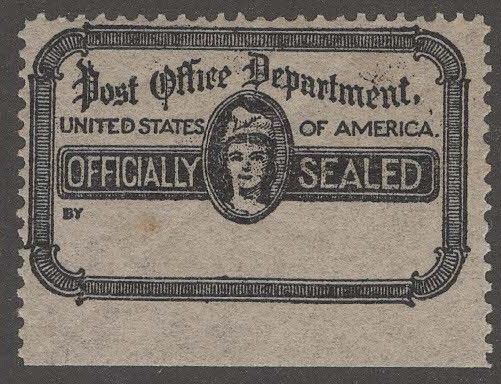 Post Office Department,
UNITED STATES OF AMERICA.
OFFICIALLY SEALED
BY